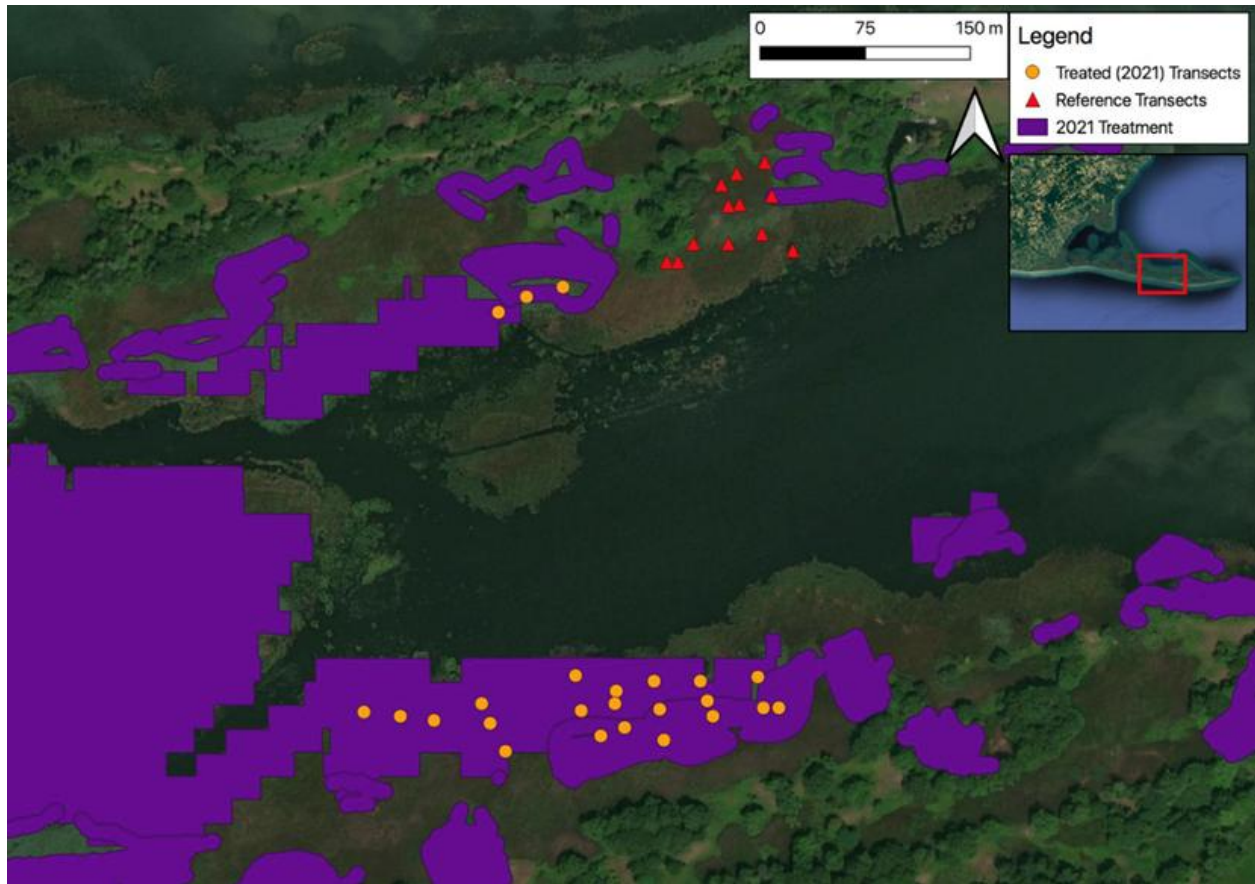 0 75 150 m
Legend
Treated (2021) Transects
Reference Transects
2021 Treatment